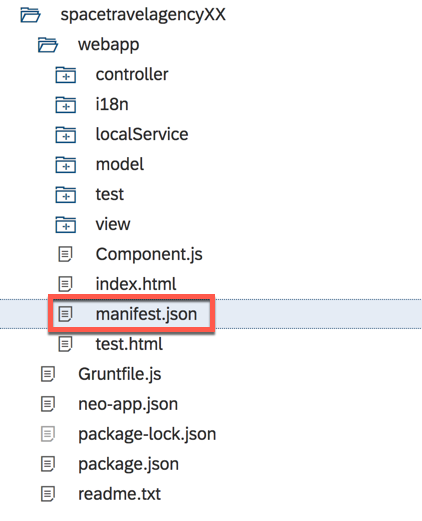 spacetravelagencyXX
webapp
controller
i18n
localService
model
test
view
Component.js
index.html
manifest.json
test.html
Gruntfile.js
neo-app.json
package-lock.json
package.json
readme.txt